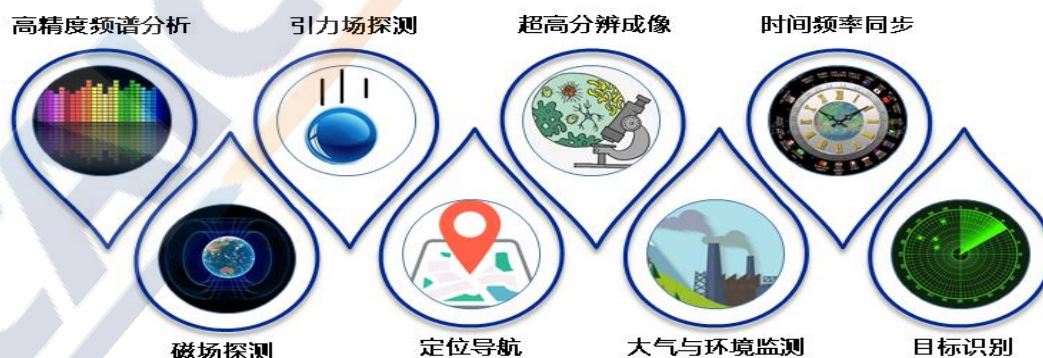 高精度频谱分析
引力场探测
超高分辨成像
时间频率同步
磁场探测
定位导航
大气与环境监测
目标识别